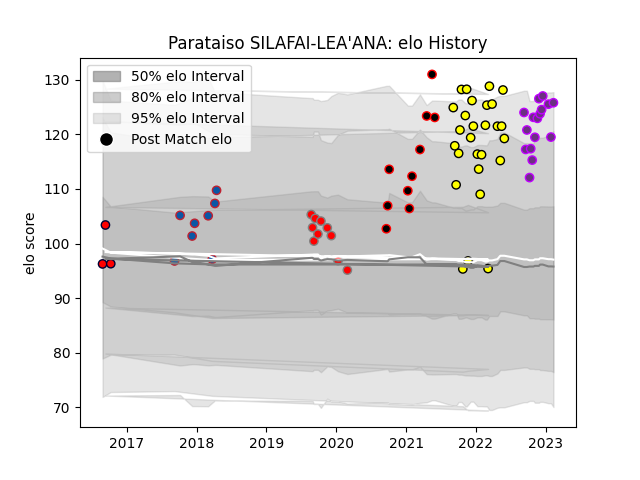 Parataiso SILAFAI-LEA'ANA: elo History
50% elo Interval
80% elo Interval
95% elo Interval
Post Match elo
elo score
130
120
110
100
90
80
70
2017 2018 2019 2020 2021 2022 2023